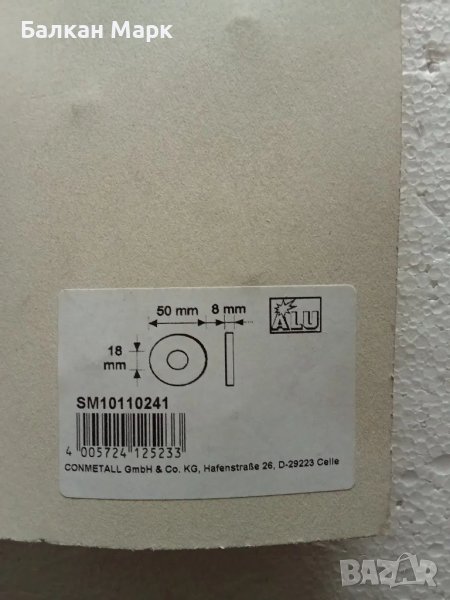 Балкан Марк
50 mm
8 mm
ALU
18 mm
SM10110241
4 005724 125233
CONMETALL GmbH & Co. KG, Hafenstraße 26, D-29223 Celle
BAZAR